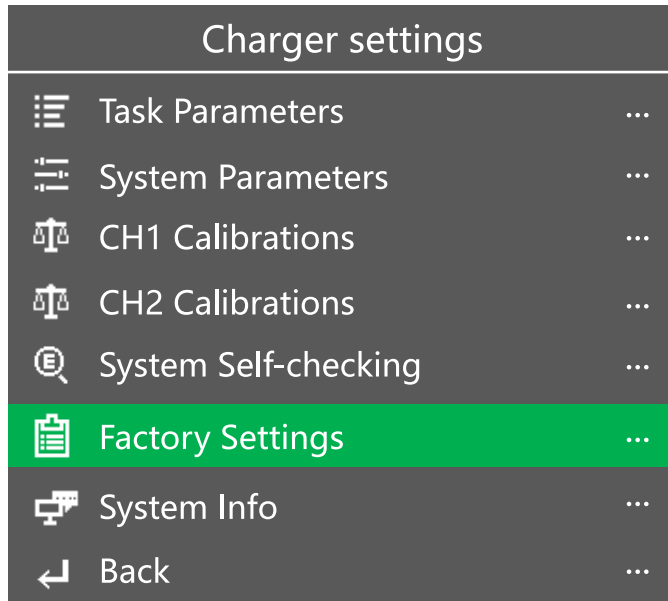 Charger settings
Task Parameters ...
System Parameters ...
CH1 Calibrations ...
CH2 Calibrations ...
System Self-checking ...
Factory Settings ...
System Info ...
Back ...